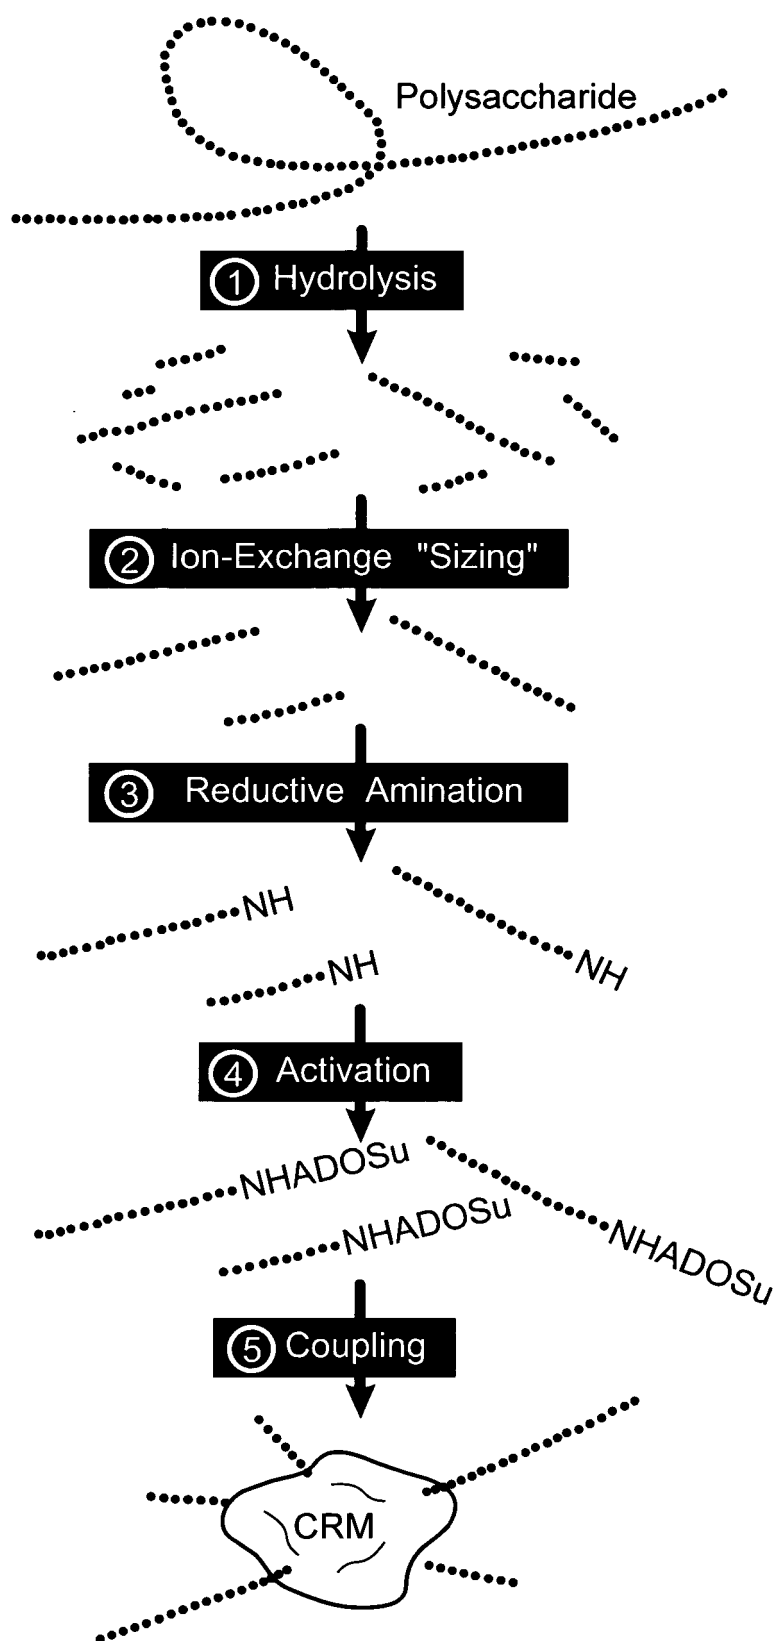 Polysaccharide
1 Hydrolysis
2 Ion-Exchange "Sizing"
3 Reductive Amination
NH
NH
NH
4 Activation
NHADOSu
NHADOSu
NHADOSu
5 Coupling
CRM